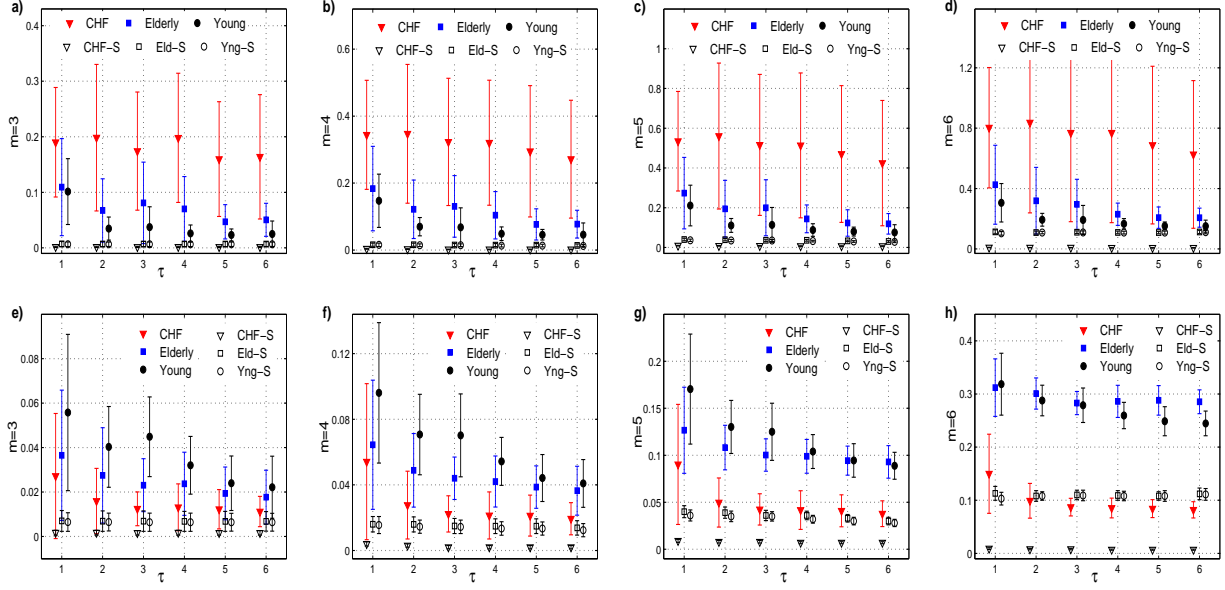 a)
CHF Elderly Young
CHF−S Eld−S Yng−S
0.4
0.3
0.2
0.1
0
m=3
1 2 3 4 5 6
τ
b)
CHF Elderly Young
CHF−S Eld−S Yng−S
0.6
0.4
0.2
0
m=4
1 2 3 4 5 6
τ
c)
CHF Elderly Young
CHF−S Eld−S Yng−S
1
0.8
0.6
0.4
0.2
0
m=5
1 2 3 4 5 6
τ
d)
CHF Elderly Young
CHF−S Eld−S Yng−S
1.2
0.8
0.4
0
m=6
1 2 3 4 5 6
τ
e)
CHF CHF−S
Elderly Eld−S
Young Yng−S
0.08
0.06
0.04
0.02
0
m=3
1 2 3 4 5 6
τ
f)
CHF CHF−S
Elderly Eld−S
Young Yng−S
0.12
0.08
0.04
0
m=4
1 2 3 4 5 6
τ
g)
CHF CHF−S
Elderly Eld−S
Young Yng−S
0.2
0.15
0.1
0.05
0
m=5
1 2 3 4 5 6
τ
h)
CHF CHF−S
Elderly Eld−S
Young Yng−S
0.4
0.3
0.2
0.1
0
m=6
1 2 3 4 5 6
τ